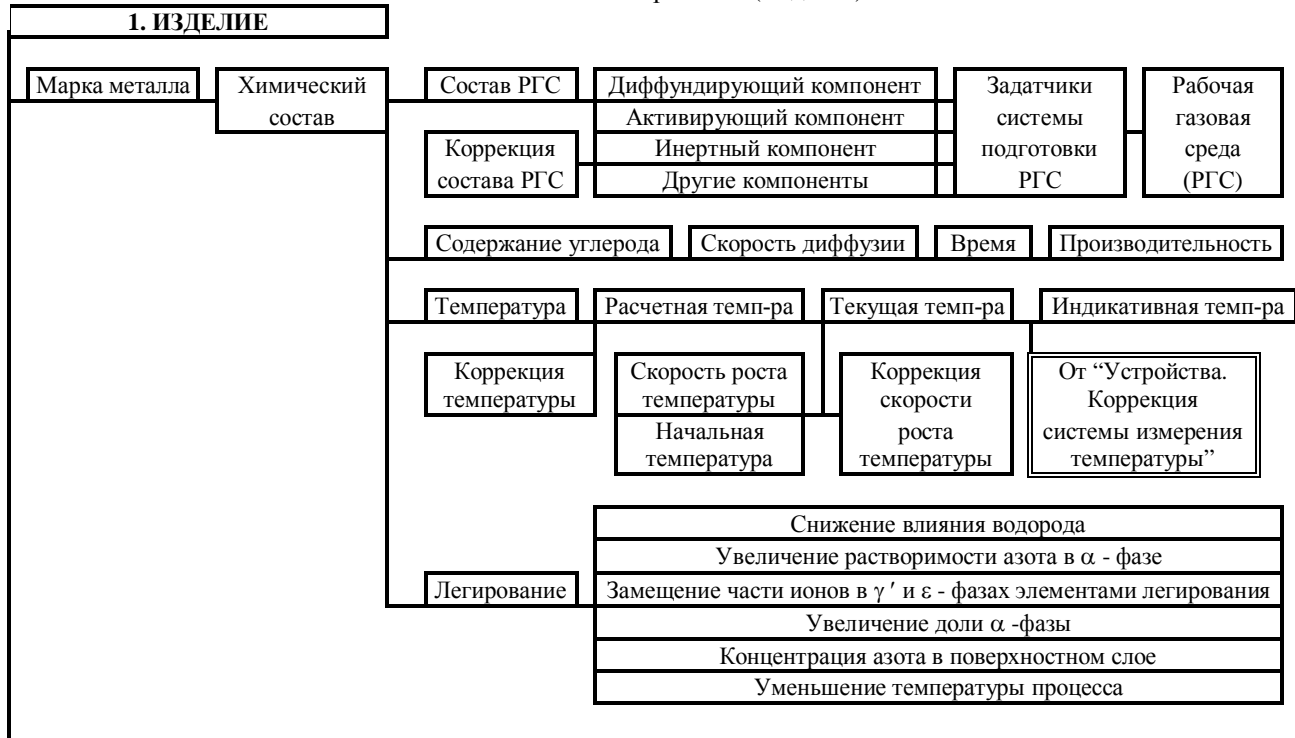 1. ИЗДЕЛИЕ
Марка металла
Химический
состав
Состав РГС
Коррекция
состава РГС
Диффундирующий компонент
Активирующий компонент
Инертный компонент
Другие компоненты
Задатчики
системы
подготовки
РГС
Рабочая
газовая
среда
(РГС)
Содержание углерода
Скорость диффузии
Время
Производительность
Температура
Расчетная темп-ра
Текущая темп-ра
Индикативная темп-ра
Коррекция
температуры
Скорость роста
температуры
Начальная
температура
Коррекция
скорости
роста
температуры
От “Устройства.
Коррекция
системы измерения
температуры”
Легирование
Снижение влияния водорода
Увеличение растворимости азота в α - фазе
Замещение части ионов в γ ′ и ε - фазах элементами легирования
Увеличение доли α -фазы
Концентрация азота в поверхностном слое
Уменьшение температуры процесса